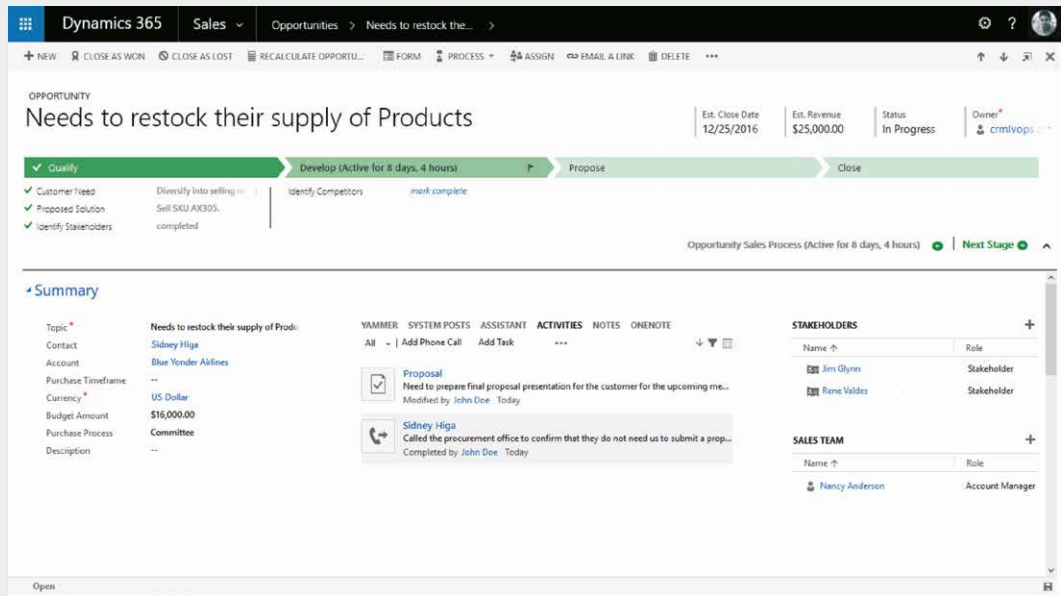 Dynamics 365 Sales Opportunities > Needs to restock the... >
?
NEW CLOSE AS WON CLOSE AS LOST RECALCULATE OPPORTU... FORM PROCESS ASSIGN EMAIL A LINK DELETE ...
OPPORTUNITY
Needs to restock their supply of Products
Est. Close Date
12/25/2016
Est. Revenue
$25,000.00
Status
In Progress
Owner*
crmlvops
Qualify
Develop (Active for 8 days, 4 hours)
Propose
Close
Customer Need Diversify into selling
Proposed Solution Sell SKU AX305.
Identify Stakeholders completed
Identify Competitors mark complete
Opportunity Sales Process (Active for 8 days, 4 hours) Next Stage
Summary
Topic* Needs to restock their supply of Produ
Contact Sidney Higa
Account Blue Yonder Airlines
Purchase Timeframe --
Currency* US Dollar
Budget Amount $16,000.00
Purchase Process Committee
Description --
YAMMER SYSTEM POSTS ASSISTANT ACTIVITIES NOTES ONENOTE
All Add Phone Call Add Task ...
Proposal
Need to prepare final proposal presentation for the customer for the upcoming me...
Modified by John Doe Today
Sidney Higa
Called the procurement office to confirm that they do not need us to submit a prop...
Completed by John Doe Today
STAKEHOLDERS +
Name Role
Jim Glynn Stakeholder
Rene Valdes Stakeholder
SALES TEAM +
Name Role
Nancy Anderson Account Manager
Open